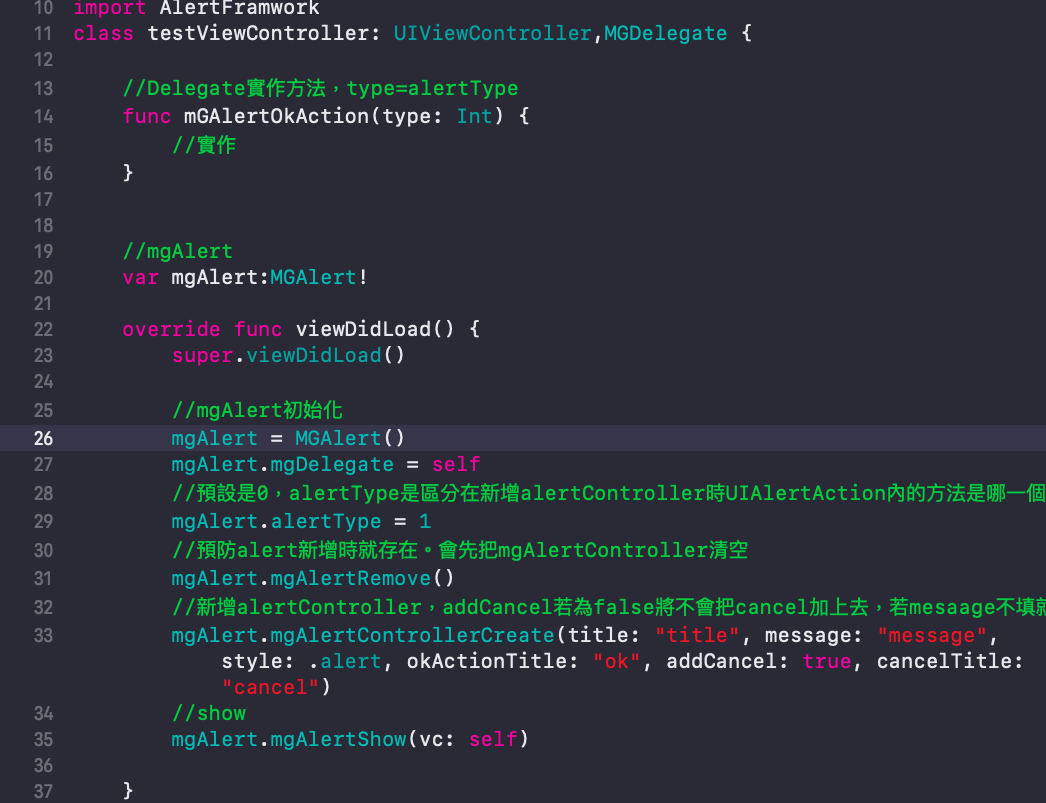 10 import AlertFramwork
11 class testViewController: UIViewController,MGDelegate {
12
13 //Delegate實作方法，type=alertType
14 func mGAlertOkAction(type: Int) {
15 //實作
16 }
17
18
19 //mgAlert
20 var mgAlert:MGAlert!
21
22 override func viewDidLoad() {
23 super.viewDidLoad()
24
25 //mgAlert初始化
26 mgAlert = MGAlert()
27 mgAlert.mgDelegate = self
28 //預設是0，alertType是區分在新增alertController時UIAlertAction內的方法是哪一個
29 mgAlert.alertType = 1
30 //預防alert新增時就存在。會先把mgAlertController清空
31 mgAlert.mgAlertRemove()
32 //新增alertController，addCancel若為false將不會把cancel加上去，若mesaage不填就
33 mgAlert.mgAlertControllerCreate(title: "title", message: "message",
style: .alert, okActionTitle: "ok", addCancel: true, cancelTitle:
"cancel")
34 //show
35 mgAlert.mgAlertShow(vc: self)
36
37 }